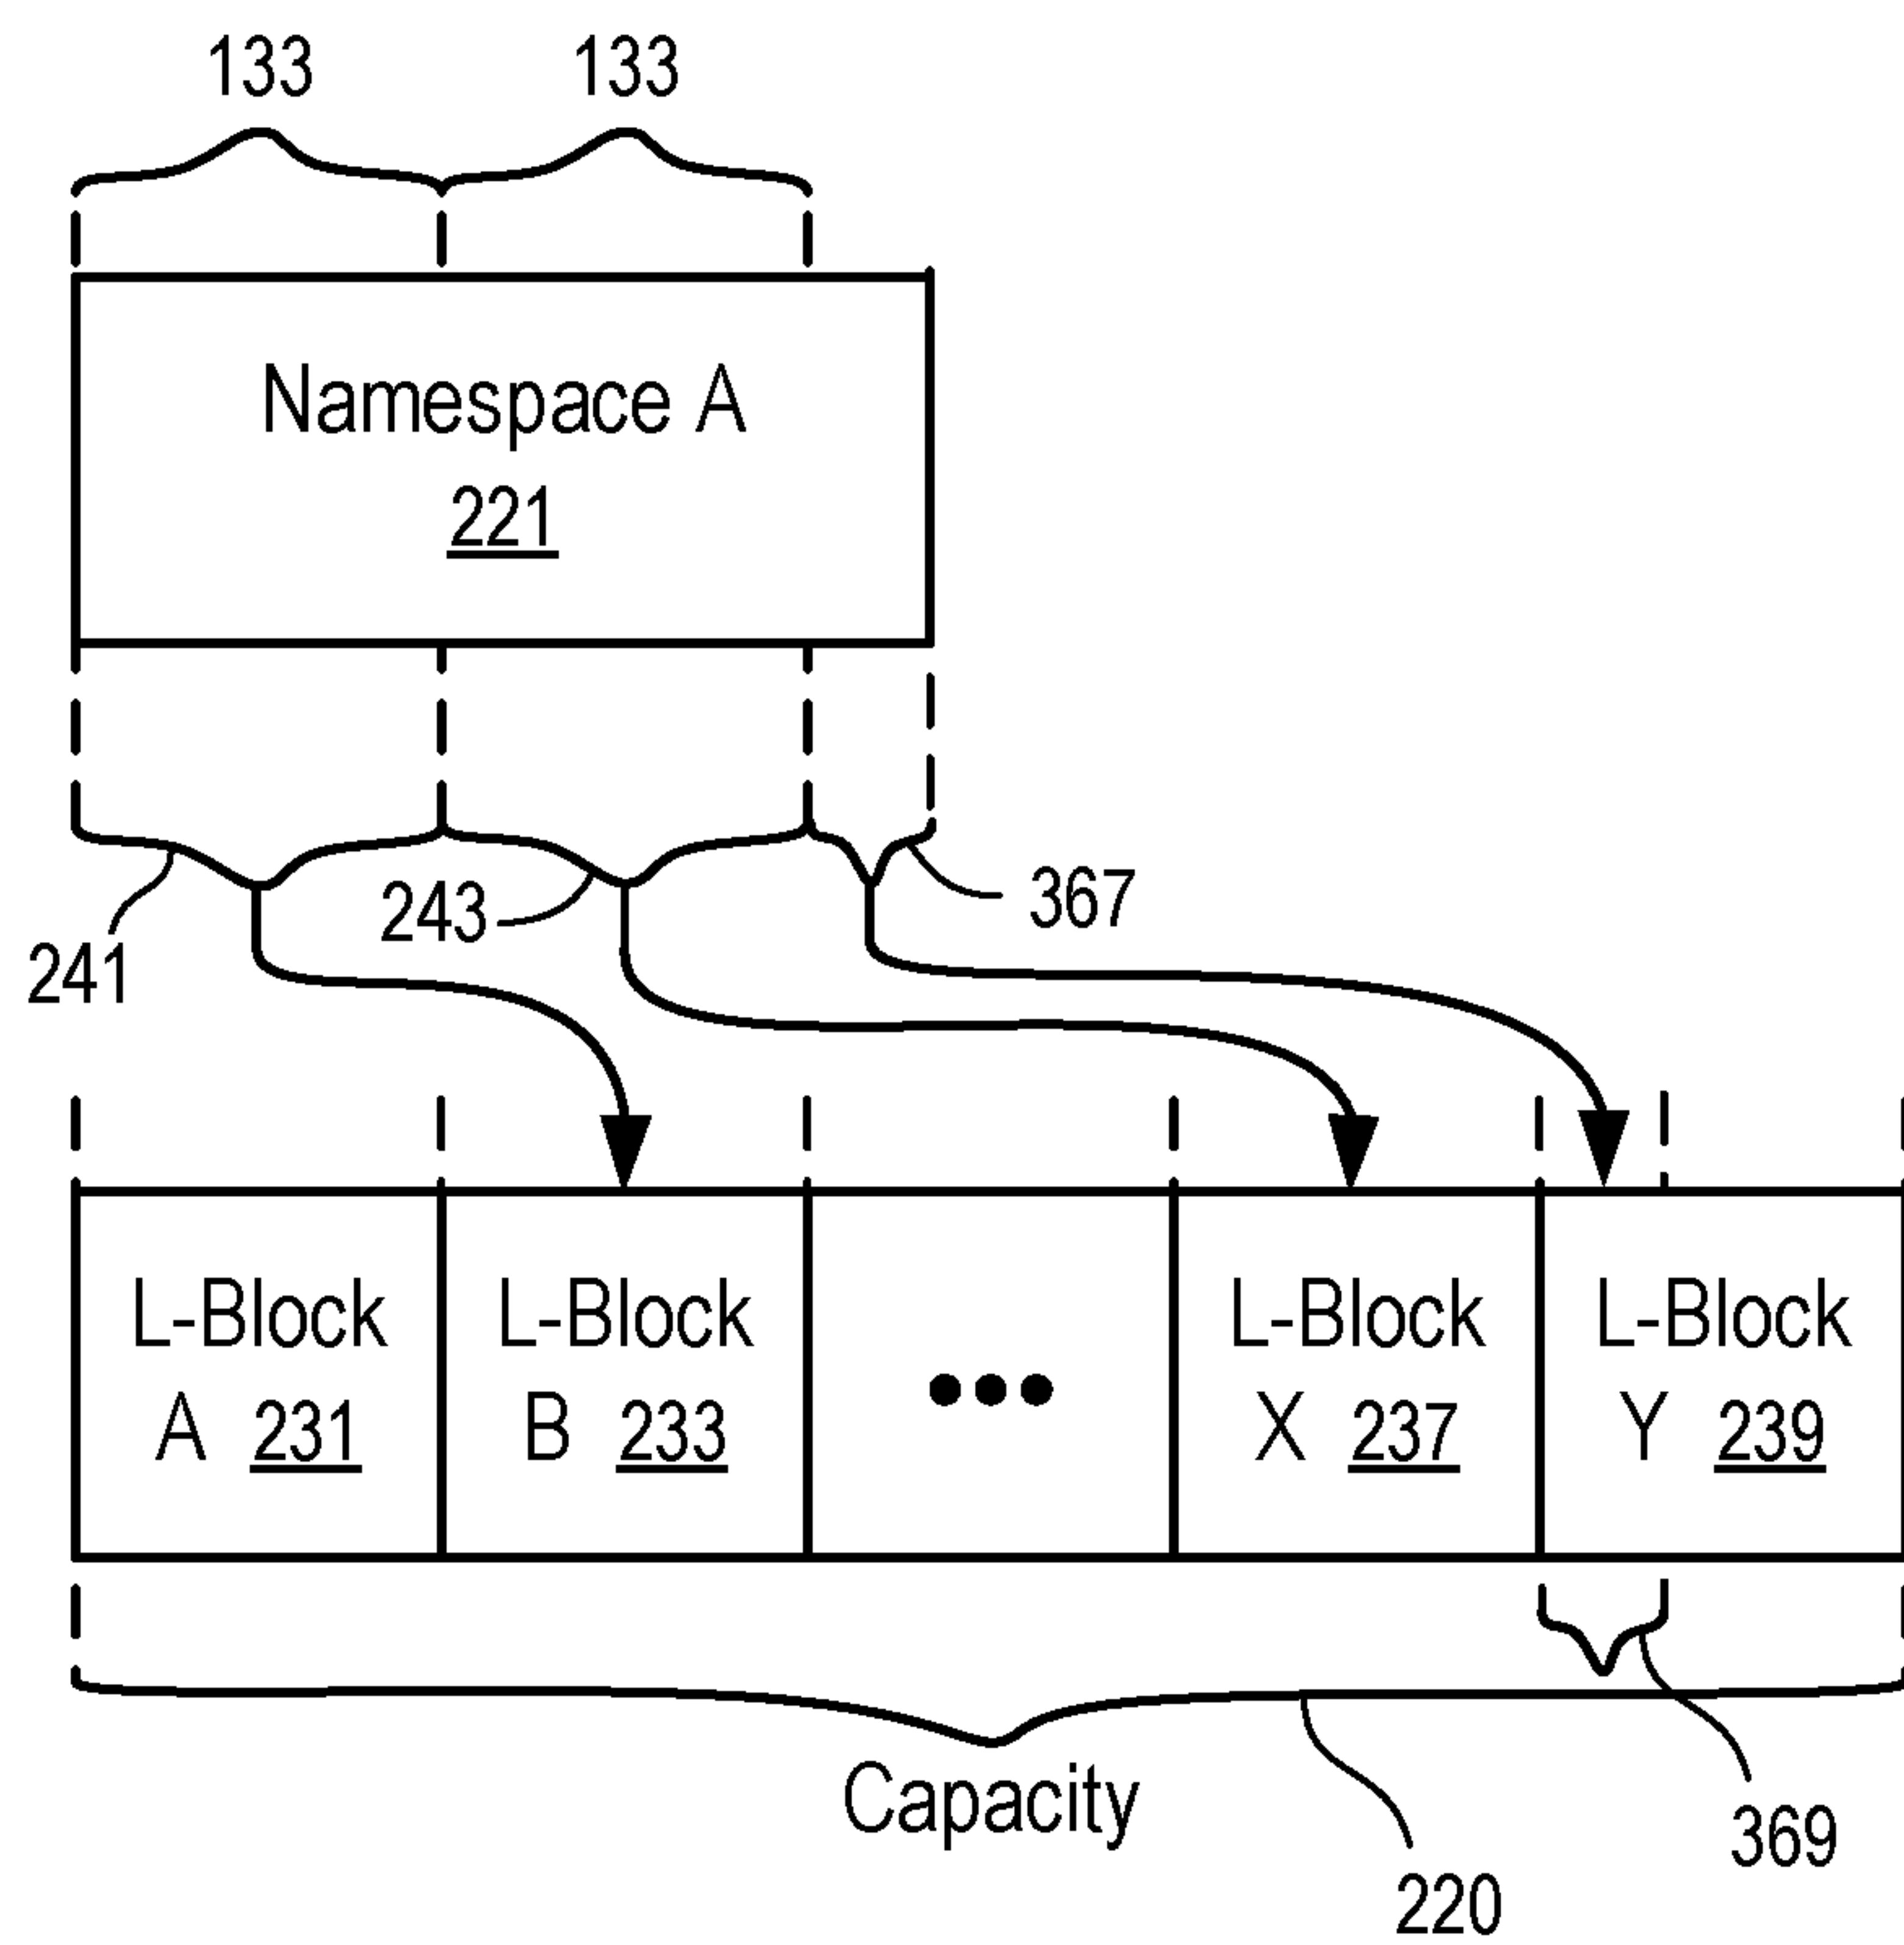 133 133
Namespace A
221
241
243
367
L-Block L-Block L-Block L-Block
A 231 B 233 ●●● X 237 Y 239
Capacity
369
220